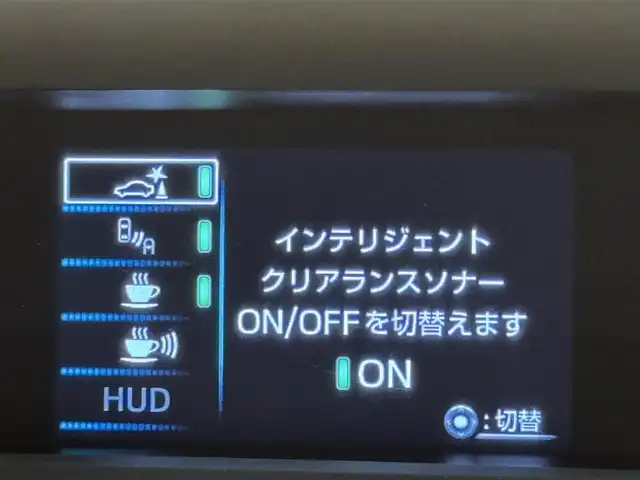 インテリジェント
クリアランスソナー
ON/OFFを切替えます
ON
HUD
:切替